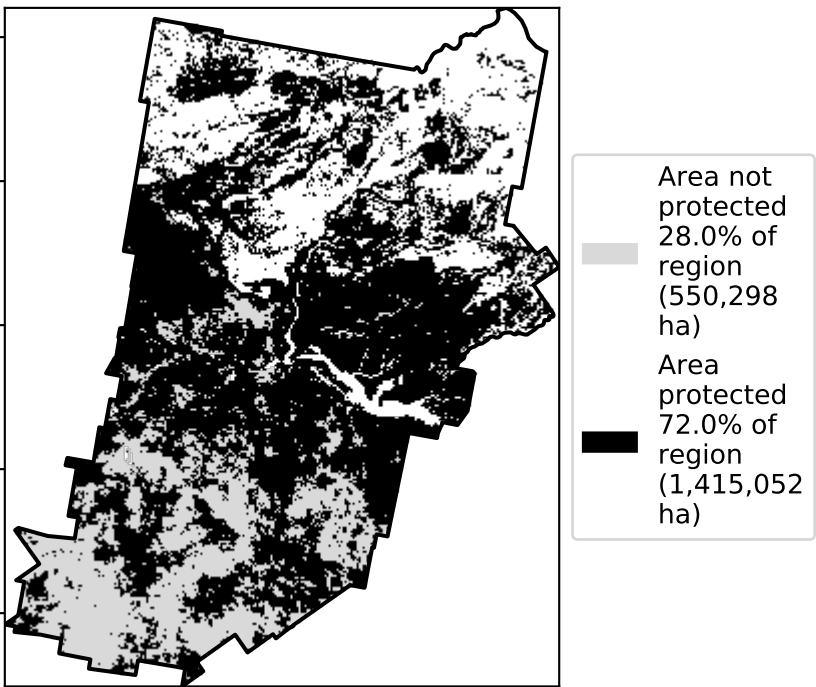 Area not
protected
28.0% of
region
(550,298
ha)
Area
protected
72.0% of
region
(1,415,052
ha)